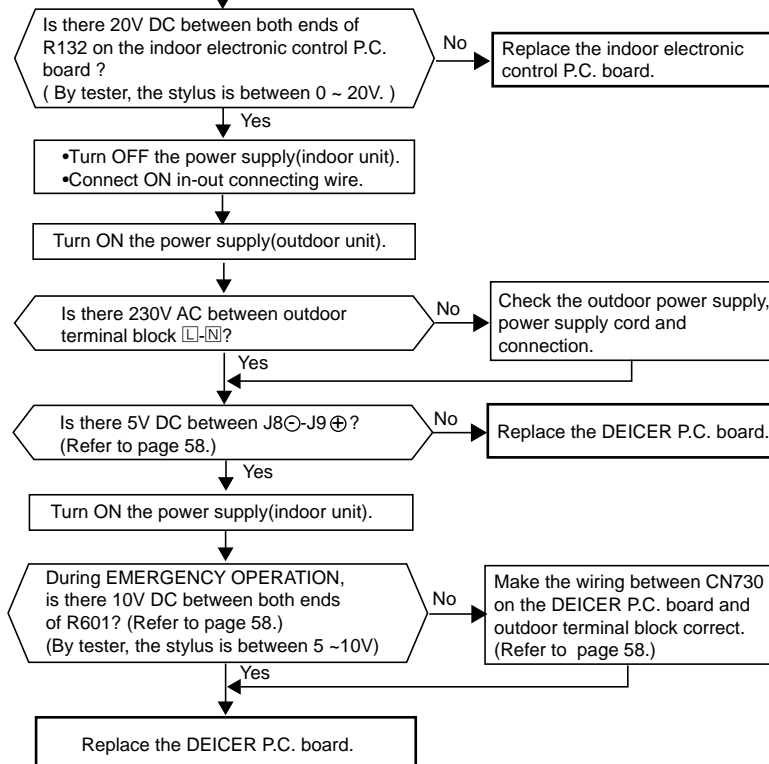 Is there 20V DC between both ends of
R132 on the indoor electronic control P.C.
board ?
( By tester, the stylus is between 0 ~ 20V. )
No
Replace the indoor electronic
control P.C. board.
Yes
•Turn OFF the power supply(indoor unit).
•Connect ON in-out connecting wire.
Turn ON the power supply(outdoor unit).
Is there 230V AC between outdoor
terminal block 🄻-🄽?
No
Check the outdoor power supply,
power supply cord and
connection.
Yes
Is there 5V DC between J8⊖-J9⊕?
(Refer to page 58.)
No
Replace the DEICER P.C. board.
Yes
Turn ON the power supply(indoor unit).
During EMERGENCY OPERATION,
is there 10V DC between both ends
of R601? (Refer to page 58.)
(By tester, the stylus is between 5 ~10V)
No
Make the wiring between CN730
on the DEICER P.C. board and
outdoor terminal block correct.
(Refer to page 58.)
Yes
Replace the DEICER P.C. board.